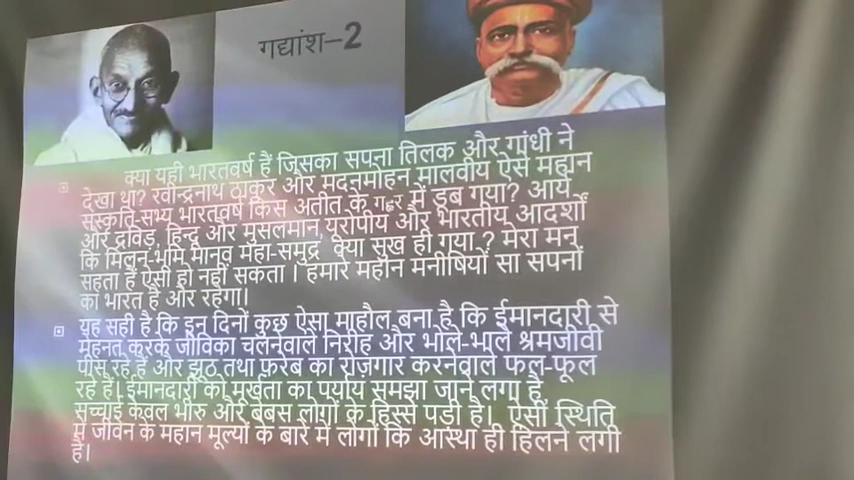 गद्यांश–2
क्या यही भारतवर्ष है जिसका सपना तिलक और गांधी ने
देखा था? रवीन्द्रनाथ ठाकुर और मदनमोहन मालवीय ऐसे महान
संस्कृति-सभ्य भारतवर्ष किस अतीत के गह्वर में डूब गया? आर्य
और द्रविड़, हिन्दू और मुसलमान,यूरोपीय और भारतीय आदर्शों
कि मिलन-भूमि मानव महा-समुद्र क्या सुख ही गया ? मेरा मन
सहता है ऐसी हो नही सकता । हमारे महान मनीषियों सा सपनों
का भारत है और रहेगा।
यह सही है कि इन दिनों कुछ ऐसा माहौल बना है कि ईमानदारी से
मेहनत करके जीविका चलनेवाले निरीह और भोले-भाले श्रमजीवी
पीस रहे हैं और झूठ तथा फ़रेब का रोज़गार करनेवाले फल-फूल
रहे हैं। ईमानदारी को मूर्खता का पर्याय समझा जाने लगा है,
सच्चाई केवल भीरु और बेबस लोगों के हिस्से पड़ी है। ऐसी स्थिति
में जीवन के महान मूल्यों के बारे में लोगों कि आस्था ही हिलने लगी
है।